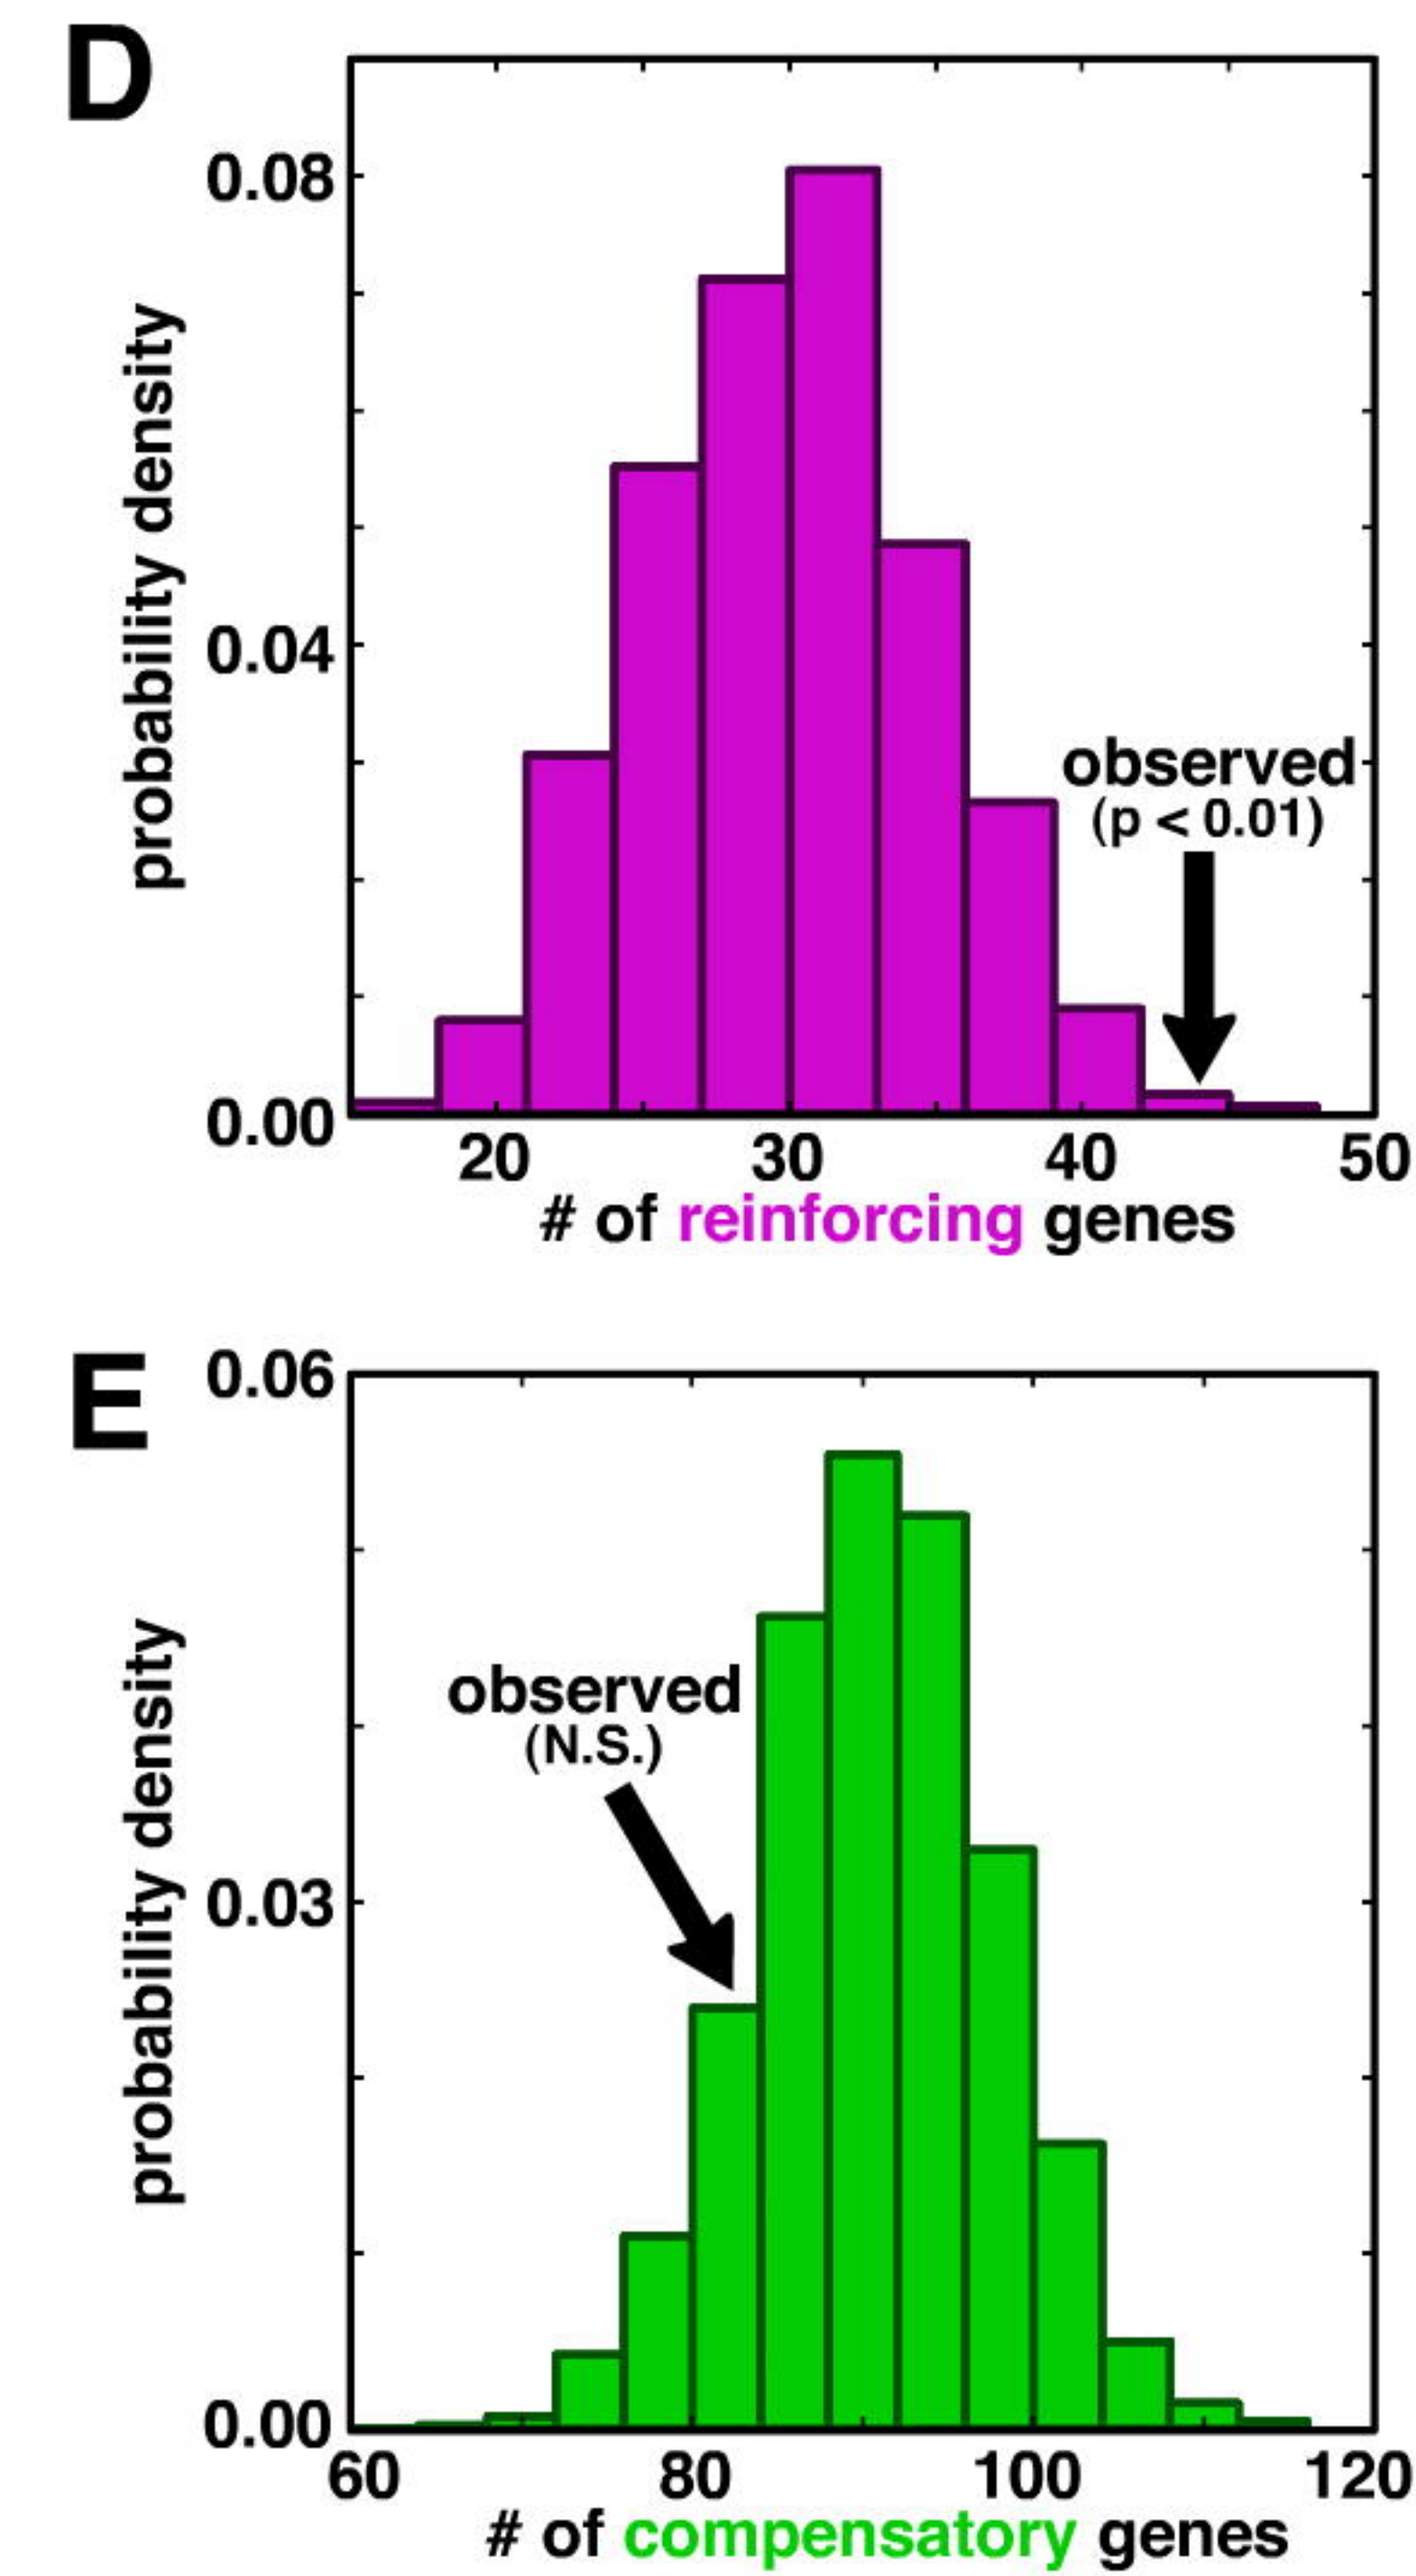 D
0.08
0.04
0.00
probability density
observed
(p < 0.01)
20 30 40 50
# of reinforcing genes
E
0.06
0.03
0.00
probability density
observed
(N.S.)
60 80 100 120
# of compensatory genes